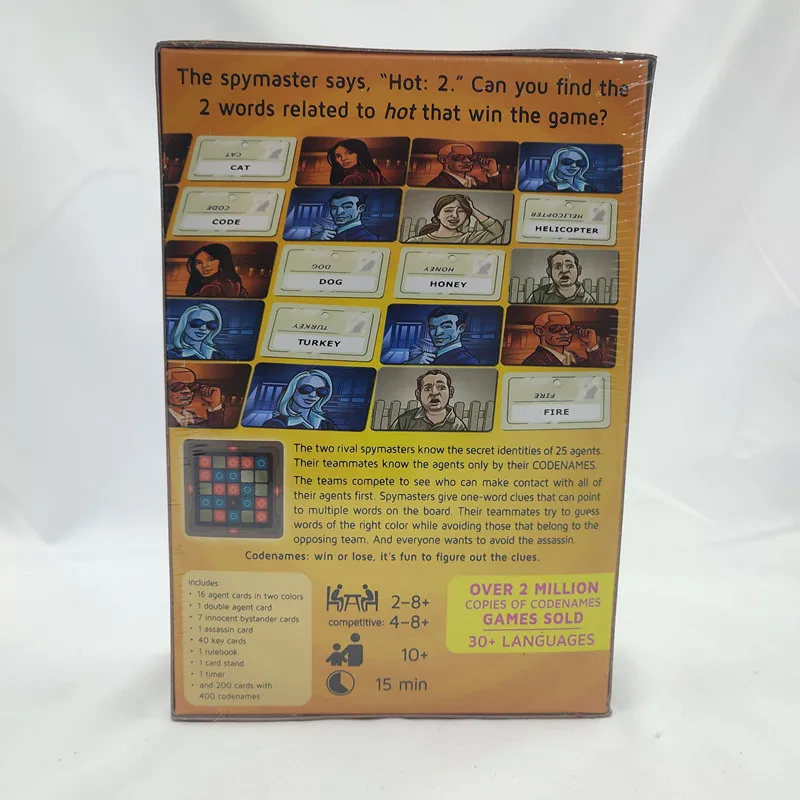 The spymaster says, "Hot: 2." Can you find the
2 words related to hot that win the game?
CAT
CAT
CODE
CODE
HELICOPTER
HELICOPTER
DOG
DOG
HONEY
HONEY
TURKEY
TURKEY
FIRE
FIRE
The two rival spymasters know the secret identities of 25 agents.
Their teammates know the agents only by their CODENAMES.
The teams compete to see who can make contact with all of
their agents first. Spymasters give one-word clues that can point
to multiple words on the board. Their teammates try to guess
words of the right color while avoiding those that belong to the
opposing team. And everyone wants to avoid the assassin.
Codenames: win or lose, it's fun to figure out the clues.
Includes
• 16 agent cards in two colors
• 1 double agent card
• 7 innocent bystander cards
• 1 assassin card
• 40 key cards
• 1 rulebook
• 1 card stand
• 1 timer
• and 200 cards with
400 codenames
2–8+
competitive: 4–8+
10+
15 min
OVER 2 MILLION
COPIES OF CODENAMES
GAMES SOLD
30+ LANGUAGES